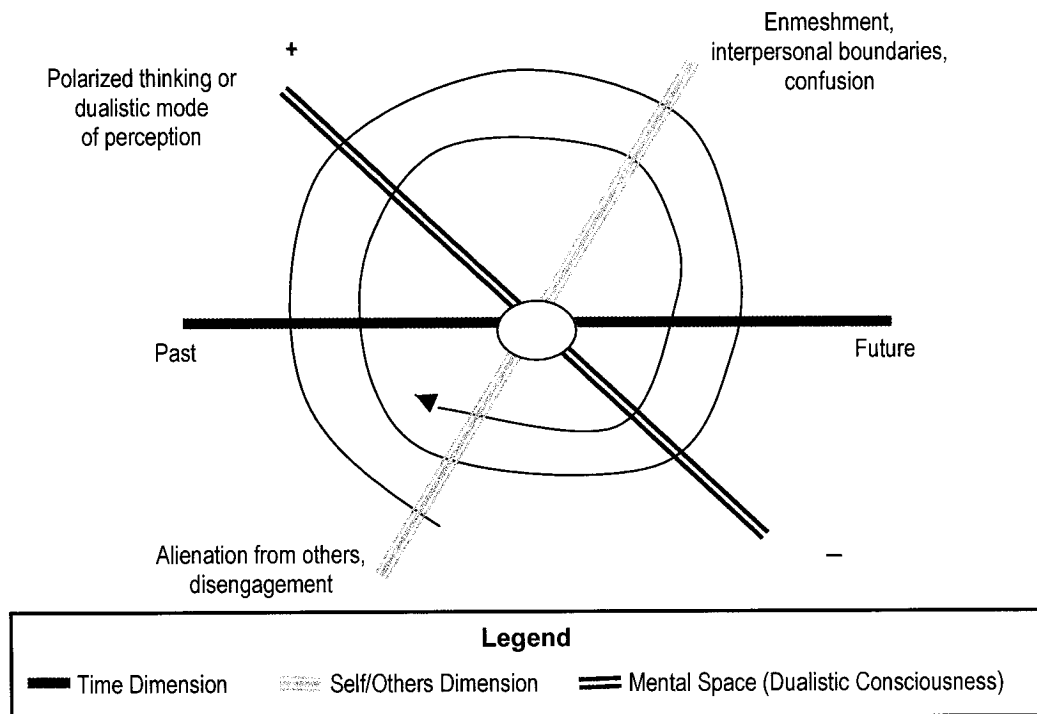 +
Polarized thinking or
dualistic mode
of perception
Enmeshment,
interpersonal boundaries,
confusion
Past
Future
Alienation from others,
disengagement
–
Legend
Time Dimension
Self/Others Dimension
Mental Space (Dualistic Consciousness)